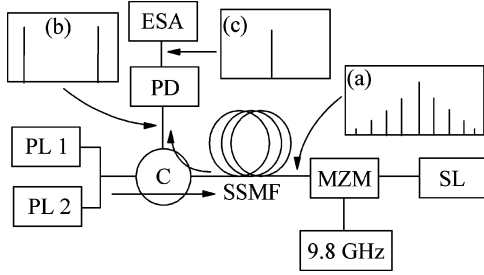 (b)
ESA
(c)
PD
(a)
PL 1
PL 2
C
SSMF
MZM
SL
9.8 GHz